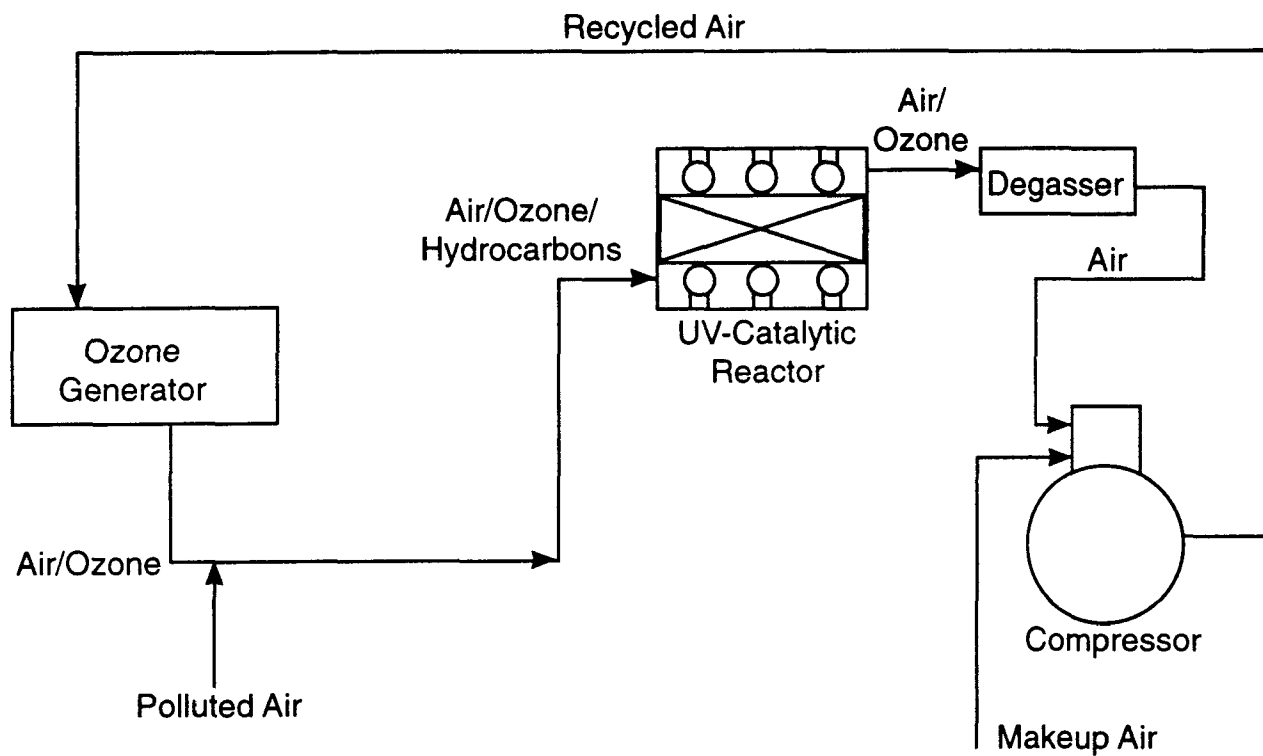 Recycled Air
Air/
Ozone
Degasser
Air/Ozone/
Hydrocarbons
Air
UV-Catalytic
Reactor
Ozone
Generator
Air/Ozone
Compressor
Polluted Air
Makeup Air